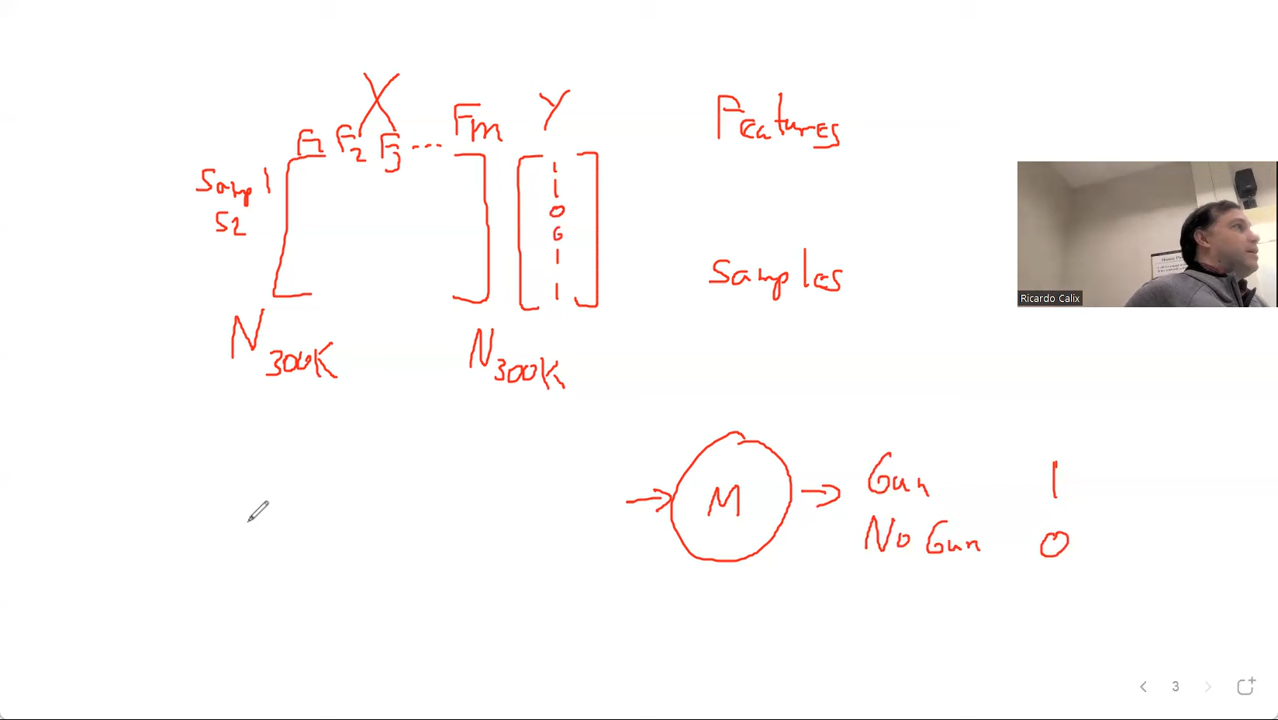 X
Y
F1 F2 F3 ... Fm
Features
Samp 1
S2
1
1
0
0
1
1
Samples
N 300K
N 300K
M
Gun 1
No Gun 0
Ricardo Calix
3